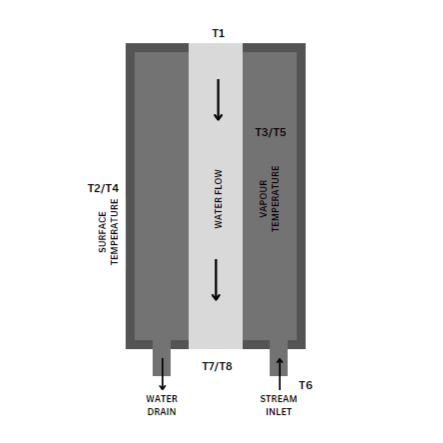 T1
T3/T5
T2/T4
SURFACE
TEMPERATURE
WATER FLOW
VAPOUR
TEMPERATURE
T7/T8
T6
WATER
DRAIN
STREAM
INLET